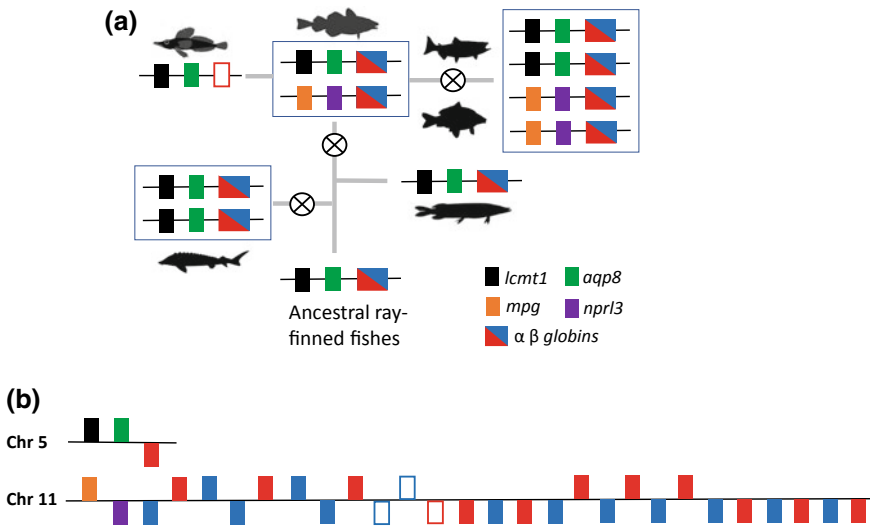 (a)
Ancestral ray-
finned fishes
lcmt1
aqp8
mpg
nprl3
α β globins
(b)
Chr 5
Chr 11